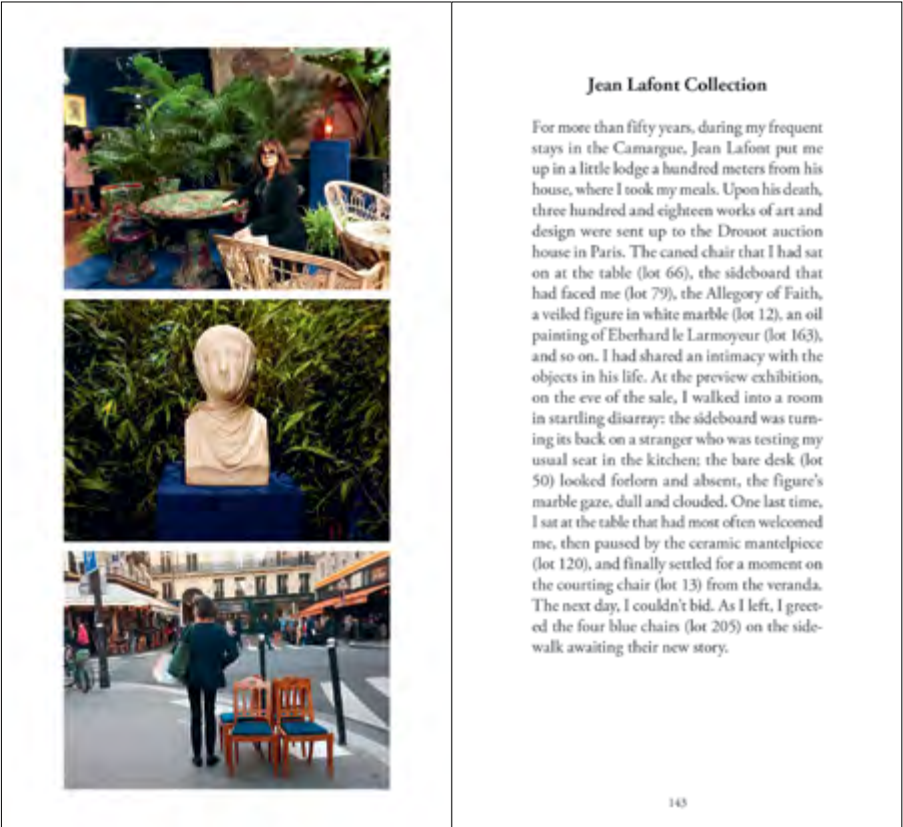 Jean Lafont Collection
For more than fifty years, during my frequent
stays in the Camargue, Jean Lafont put me
up in a little lodge a hundred meters from his
house, where I took my meals. Upon his death,
three hundred and eighteen works of art and
design were sent up to the Drouot auction
house in Paris. The caned chair that I had sat
on at the table (lot 66), the sideboard that
had faced me (lot 79), the Allegory of Faith,
a veiled figure in white marble (lot 12), an oil
painting of Eberhard le Larmoyeur (lot 163),
and so on. I had shared an intimacy with the
objects in his life. At the preview exhibition,
on the eve of the sale, I walked into a room
in startling disarray: the sideboard was turn-
ing its back on a stranger who was testing my
usual seat in the kitchen; the bare desk (lot
50) looked forlorn and absent, the figure's
marble gaze, dull and clouded. One last time,
I sat at the table that had most often welcomed
me, then paused by the ceramic mantelpiece
(lot 120), and finally settled for a moment on
the courting chair (lot 13) from the veranda.
The next day, I couldn't bid. As I left, I greet-
ed the four blue chairs (lot 205) on the side-
walk awaiting their new story.
143